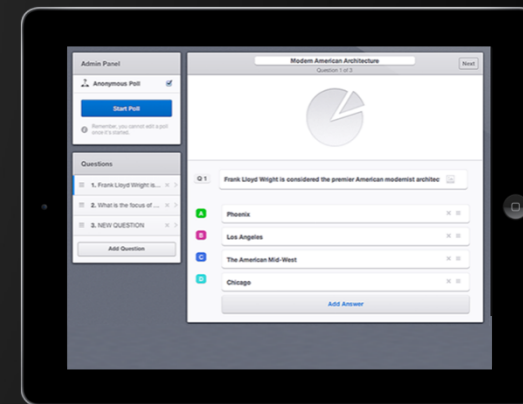 Admin Panel
Anonymous Poll
Start Poll
Remember, you cannot edit a poll
once it's started.
Questions
1. Frank Lloyd Wright is...
2. What is the focus of ...
3. NEW QUESTION
Add Question
Modern American Architecture
Question 1 of 3
Next
Q 1
Frank Lloyd Wright is considered the premier American modernist architec
A
Phoenix
B
Los Angeles
C
The American Mid-West
D
Chicago
Add Answer